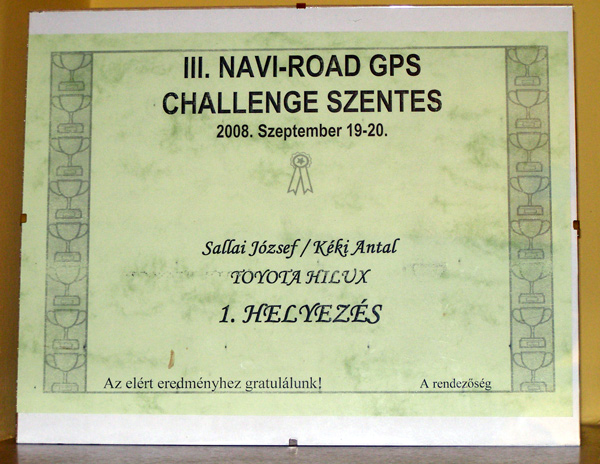 III. NAVI-ROAD GPS
CHALLENGE SZENTES
2008. Szeptember 19-20.
Sallai József / Kéki Antal
TOYOTA HILUX
1. HELYEZÉS
Az elért eredményhez gratulálunk!
A rendezőség